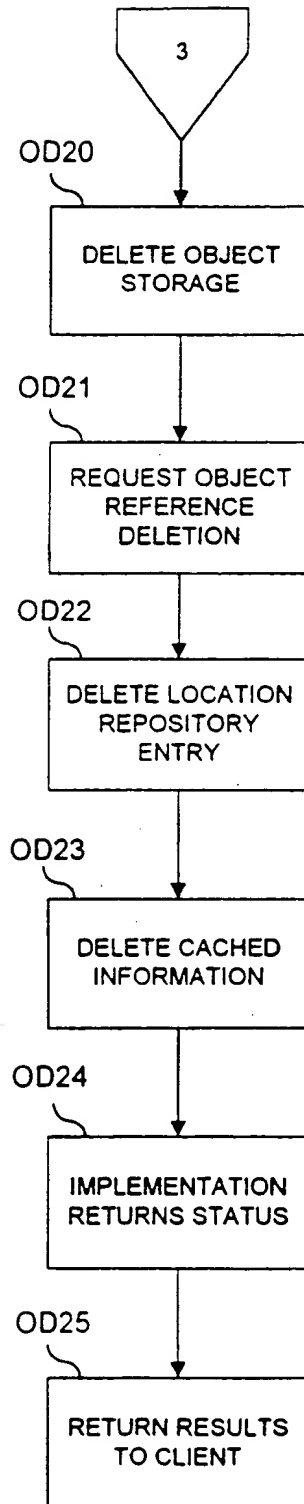 3
OD20
DELETE OBJECT
STORAGE
OD21
REQUEST OBJECT
REFERENCE
DELETION
OD22
DELETE LOCATION
REPOSITORY
ENTRY
OD23
DELETE CACHED
INFORMATION
OD24
IMPLEMENTATION
RETURNS STATUS
OD25
RETURN RESULTS
TO CLIENT